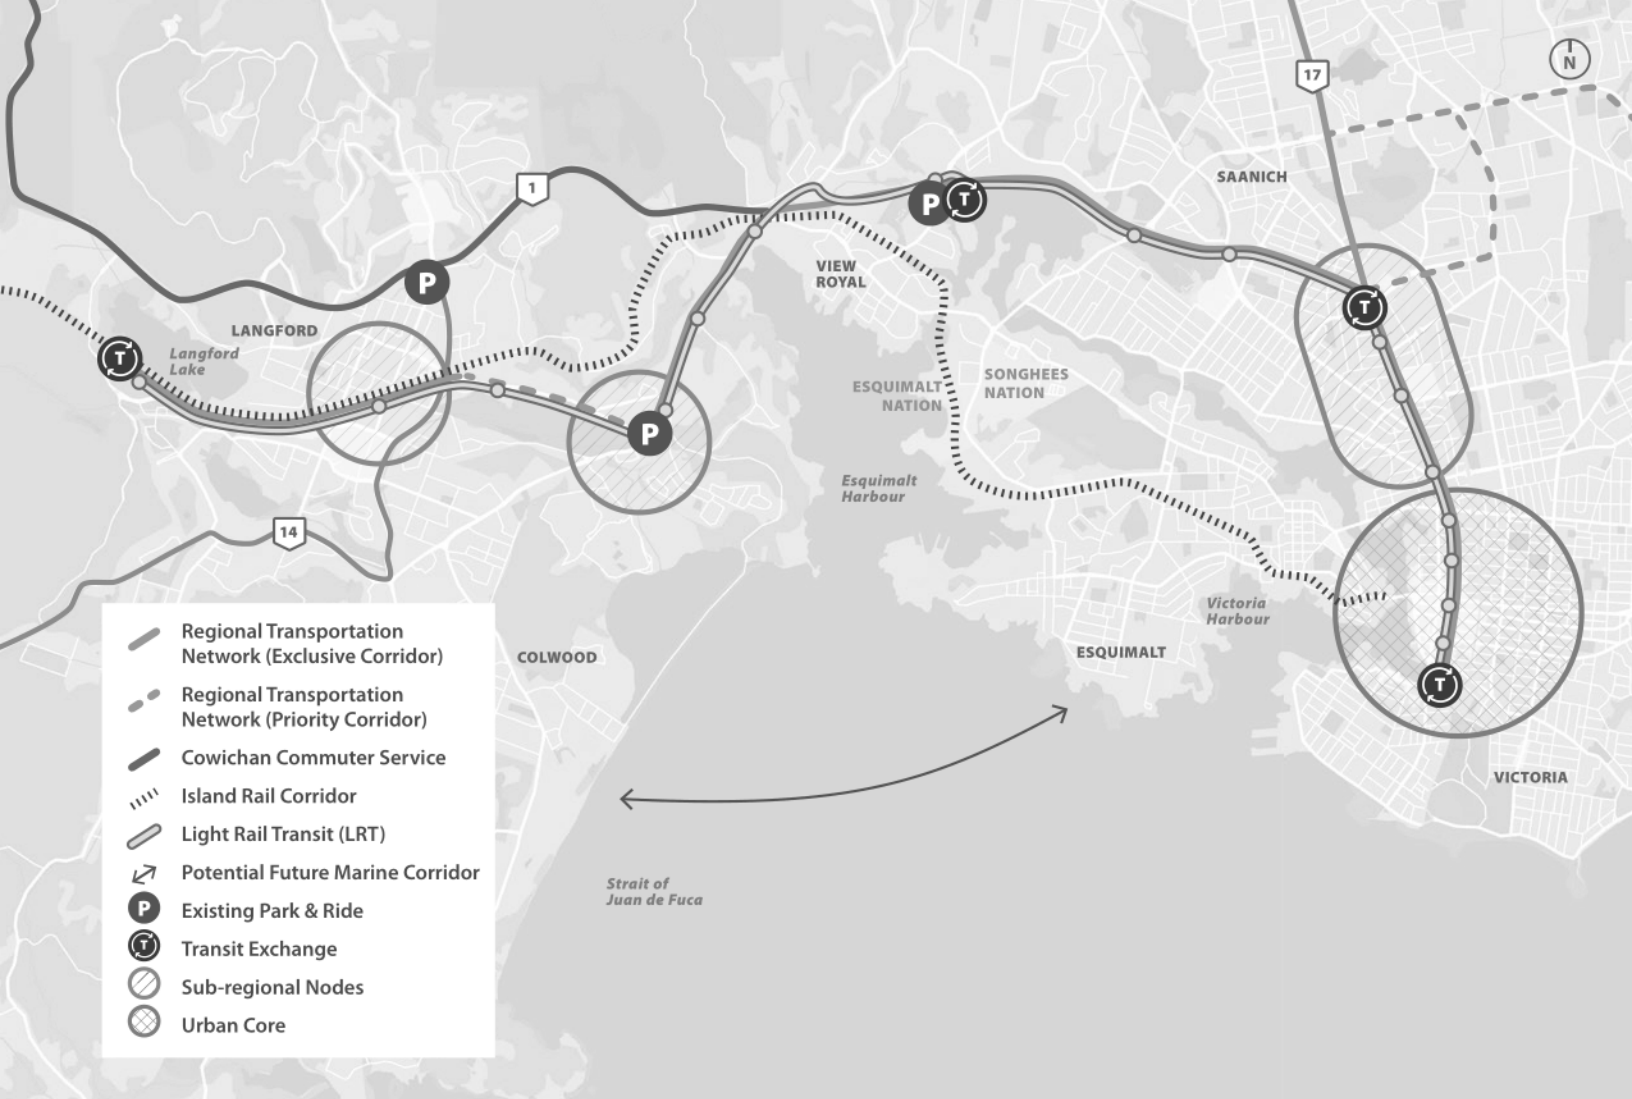 17
N
1
SAANICH
P
T
VIEW
ROYAL
P
T
LANGFORD
T
Langford
Lake
ESQUIMALT
NATION
SONGHEES
NATION
P
Esquimalt
Harbour
14
Victoria
Harbour
COLWOOD
ESQUIMALT
T
VICTORIA
Strait of
Juan de Fuca
Regional Transportation
Network (Exclusive Corridor)
Regional Transportation
Network (Priority Corridor)
Cowichan Commuter Service
Island Rail Corridor
Light Rail Transit (LRT)
Potential Future Marine Corridor
P
Existing Park & Ride
T
Transit Exchange
Sub-regional Nodes
Urban Core